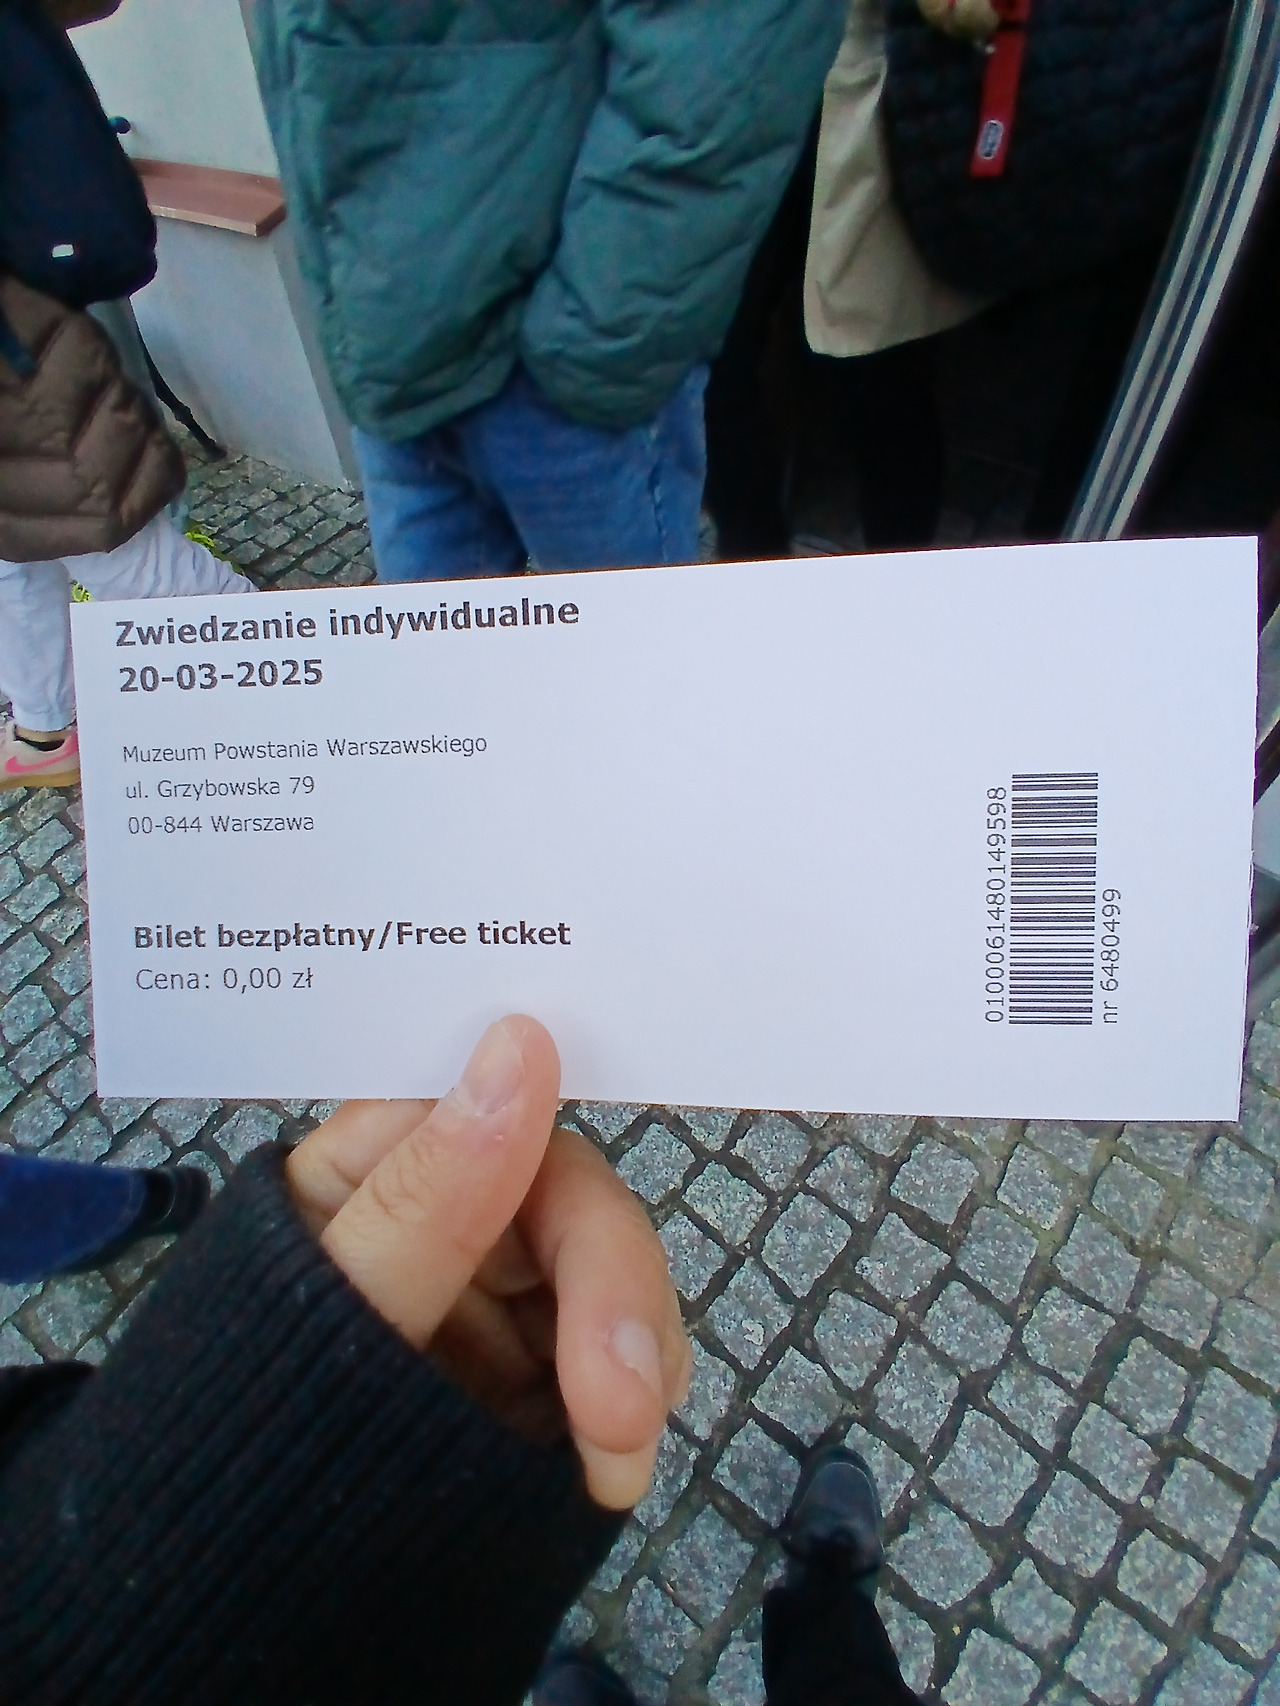 Zwiedzanie indywidualne
20-03-2025
Muzeum Powstania Warszawskiego
ul. Grzybowska 79
00-844 Warszawa
Bilet bezpłatny/Free ticket
Cena: 0,00 zł
0100061480149598
nr 6480499